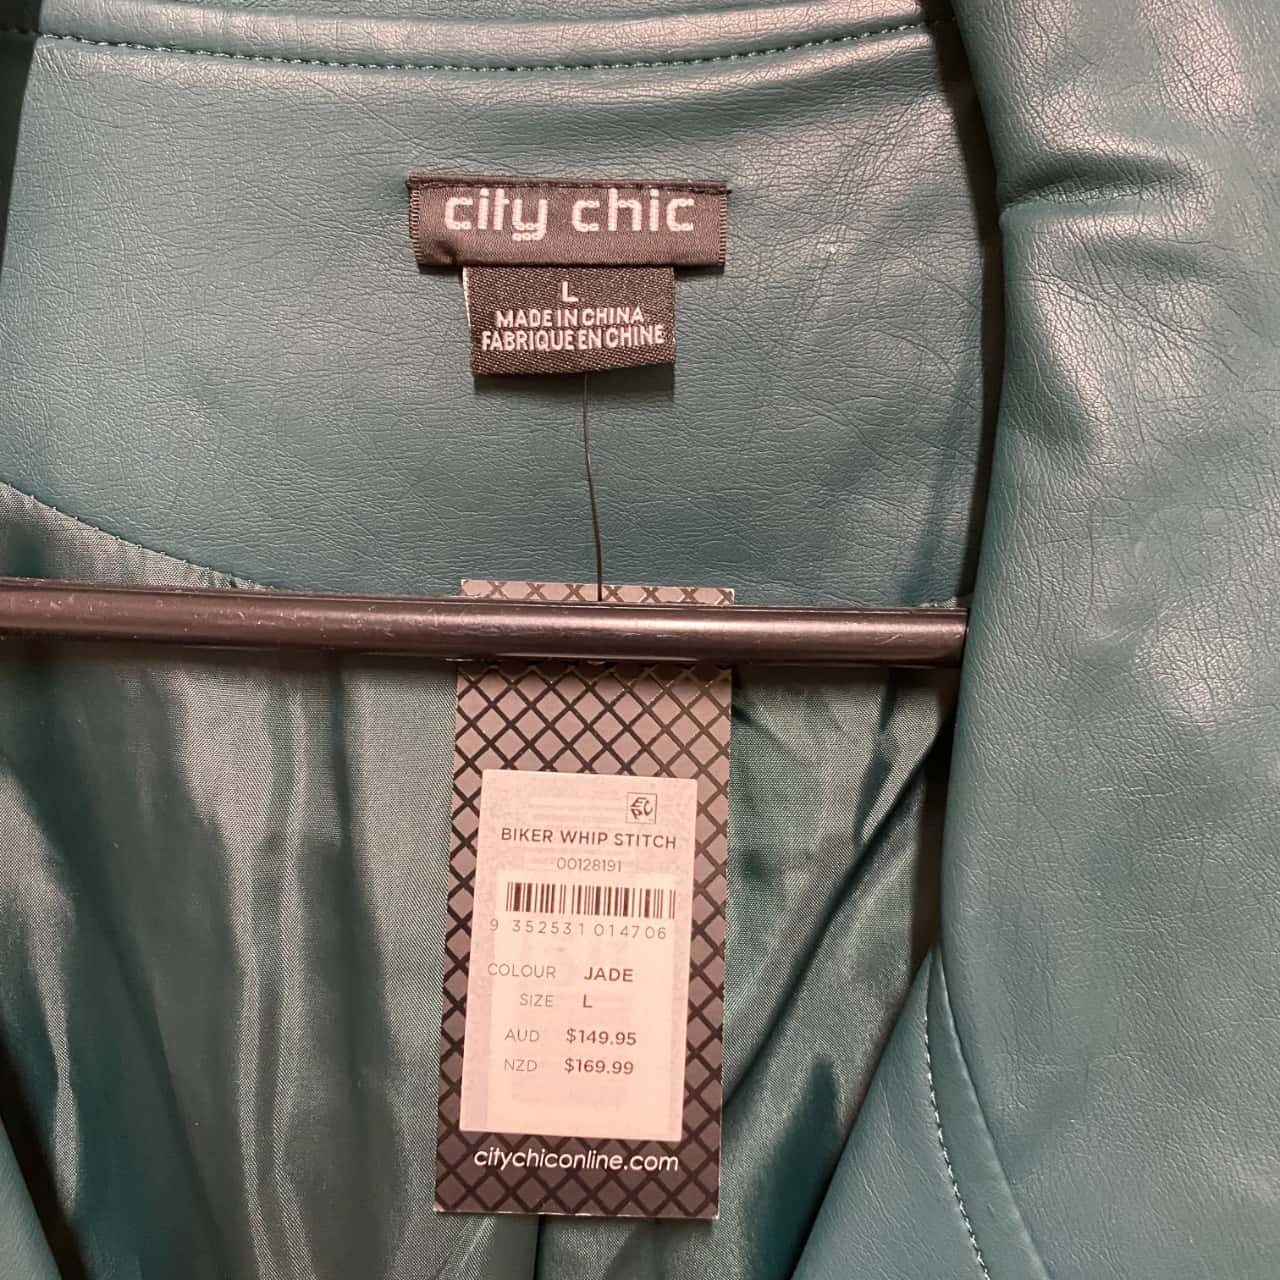 city chic
L
MADE IN CHINA
FABRIQUE EN CHINE
BIKER WHIP STITCH
00128191
9 352531 014706
COLOUR JADE
SIZE L
AUD $149.95
NZD $169.99
citychiconline.com